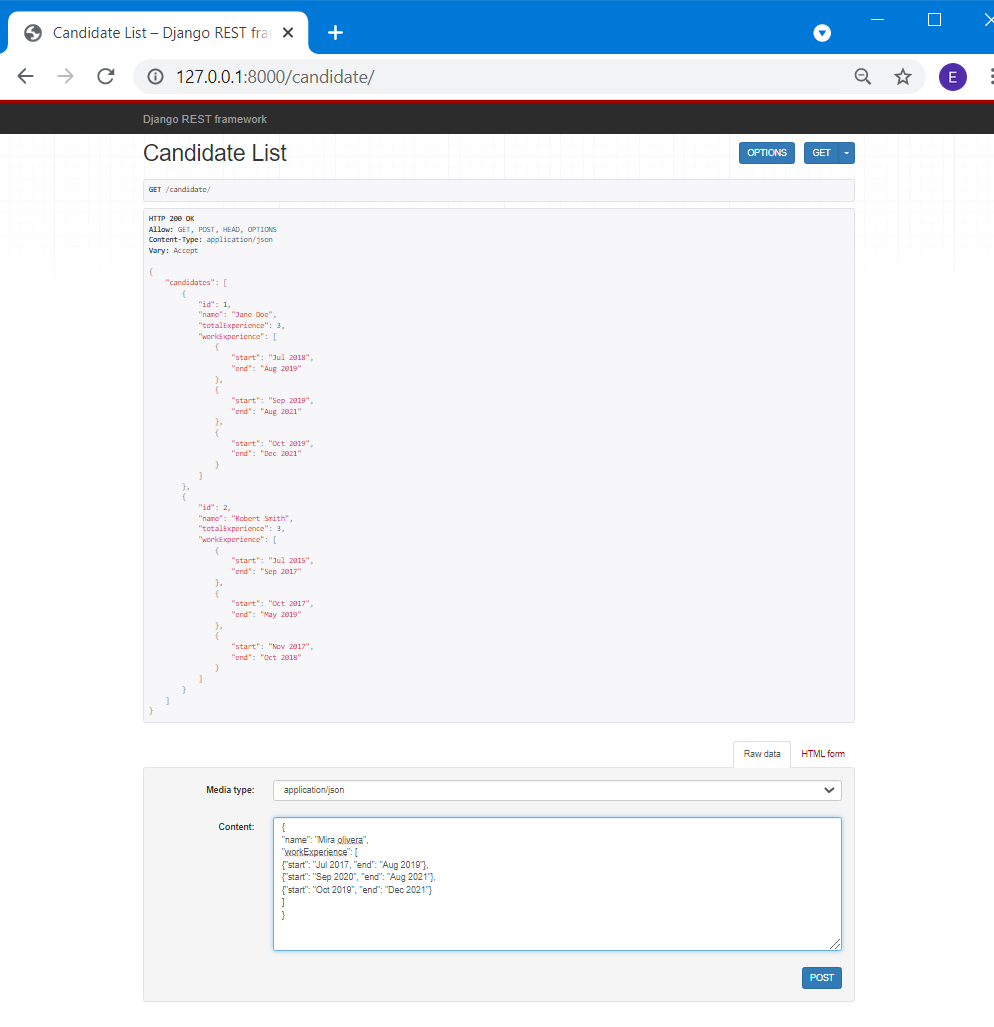 Candidate List – Django REST fra
127.0.0.1:8000/candidate/
E
Django REST framework
Candidate List
OPTIONS
GET
GET /candidate/
HTTP 200 OK
Allow: GET, POST, HEAD, OPTIONS
Content-Type: application/json
Vary: Accept
{
"candidates": [
{
"id": 1,
"name": "Jane Doe",
"totalExperience": 3,
"workExperience": [
{
"start": "Jul 2018",
"end": "Aug 2019"
},
{
"start": "Sep 2019",
"end": "Aug 2021"
},
{
"start": "Oct 2019",
"end": "Dec 2021"
}
]
},
{
"id": 2,
"name": "Robert Smith",
"totalExperience": 3,
"workExperience": [
{
"start": "Jul 2015",
"end": "Sep 2017"
},
{
"start": "Oct 2017",
"end": "May 2019"
},
{
"start": "Nov 2017",
"end": "Oct 2018"
}
]
}
]
}
Raw data HTML form
Media type: application/json
Content:
{
"name": "Mira olivera",
"workExperience": [
{"start": "Jul 2017, "end": "Aug 2019"},
{"start": "Sep 2020", "end": "Aug 2021"},
{"start": "Oct 2019", "end": "Dec 2021"}
]
}
POST